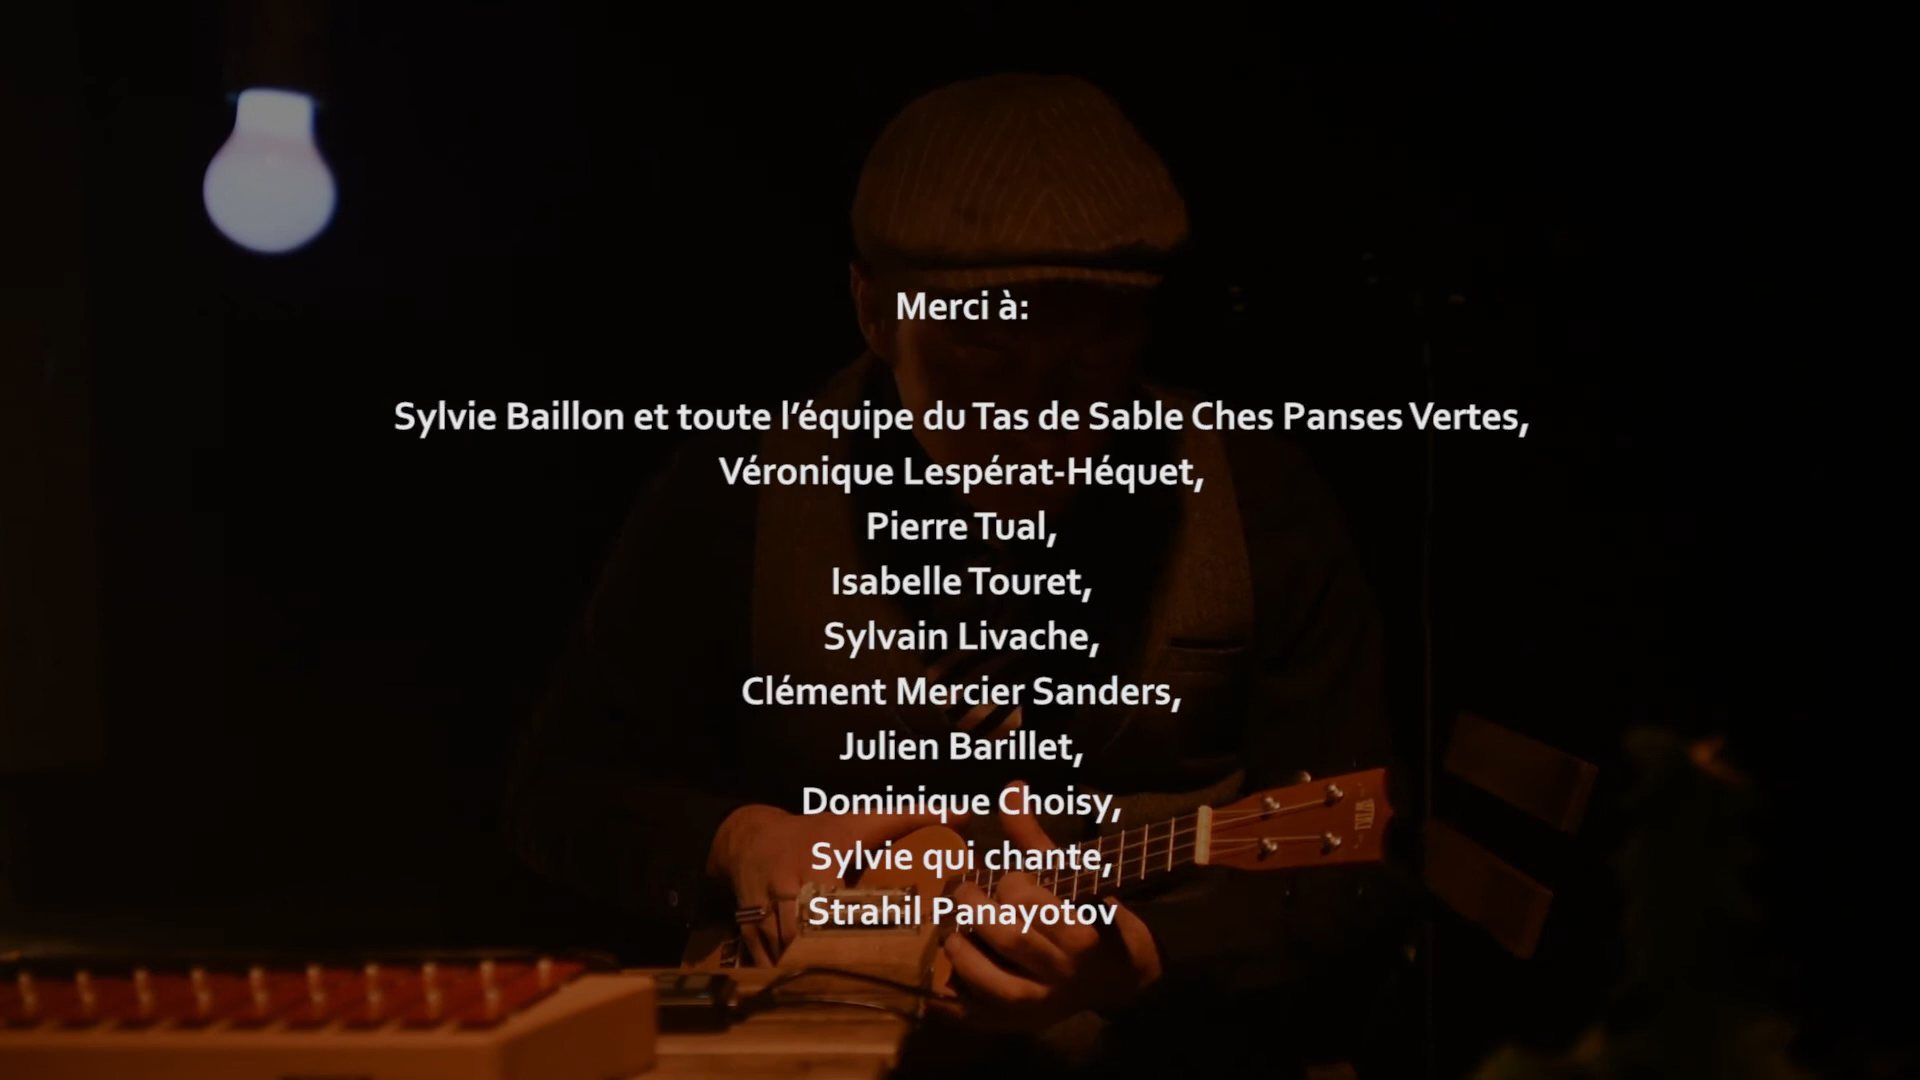 Merci à:
Sylvie Baillon et toute l’équipe du Tas de Sable Ches Panses Vertes,
Véronique Lespérat-Héquet,
Pierre Tual,
Isabelle Touret,
Sylvain Livache,
Clément Mercier Sanders,
Julien Barillet,
Dominique Choisy,
Sylvie qui chante,
Strahil Panayotov